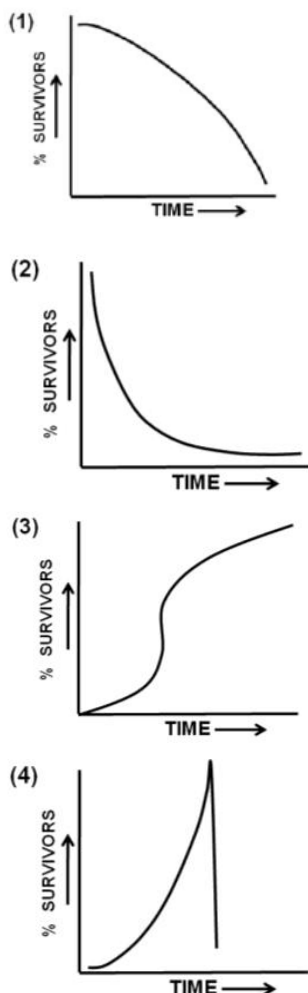 (1)
% SURVIVORS
TIME
(2)
% SURVIVORS
TIME
(3)
% SURVIVORS
TIME
(4)
% SURVIVORS
TIME